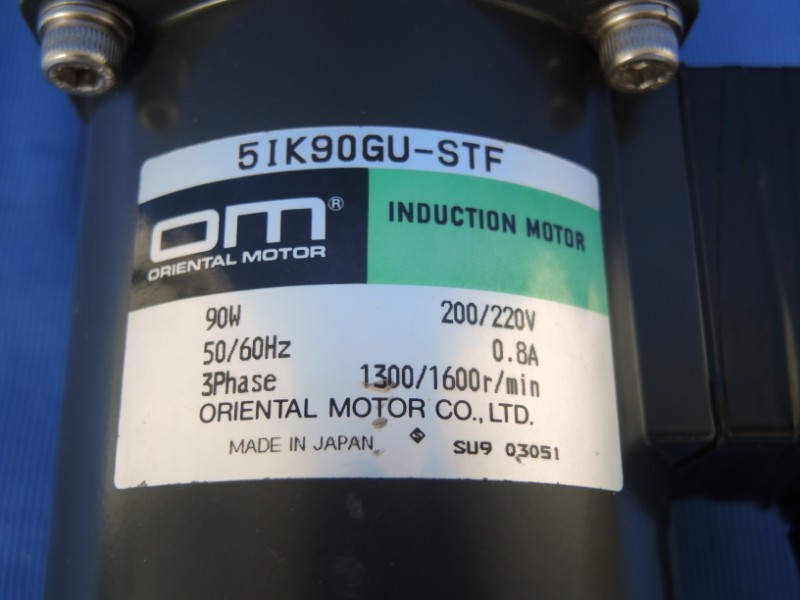 5IK90GU-STF
OM®
ORIENTAL MOTOR
INDUCTION MOTOR
90W 200/220V
50/60Hz 0.8A
3Phase 1300/1600r/min
ORIENTAL MOTOR CO., LTD.
MADE IN JAPAN S SU9 03051